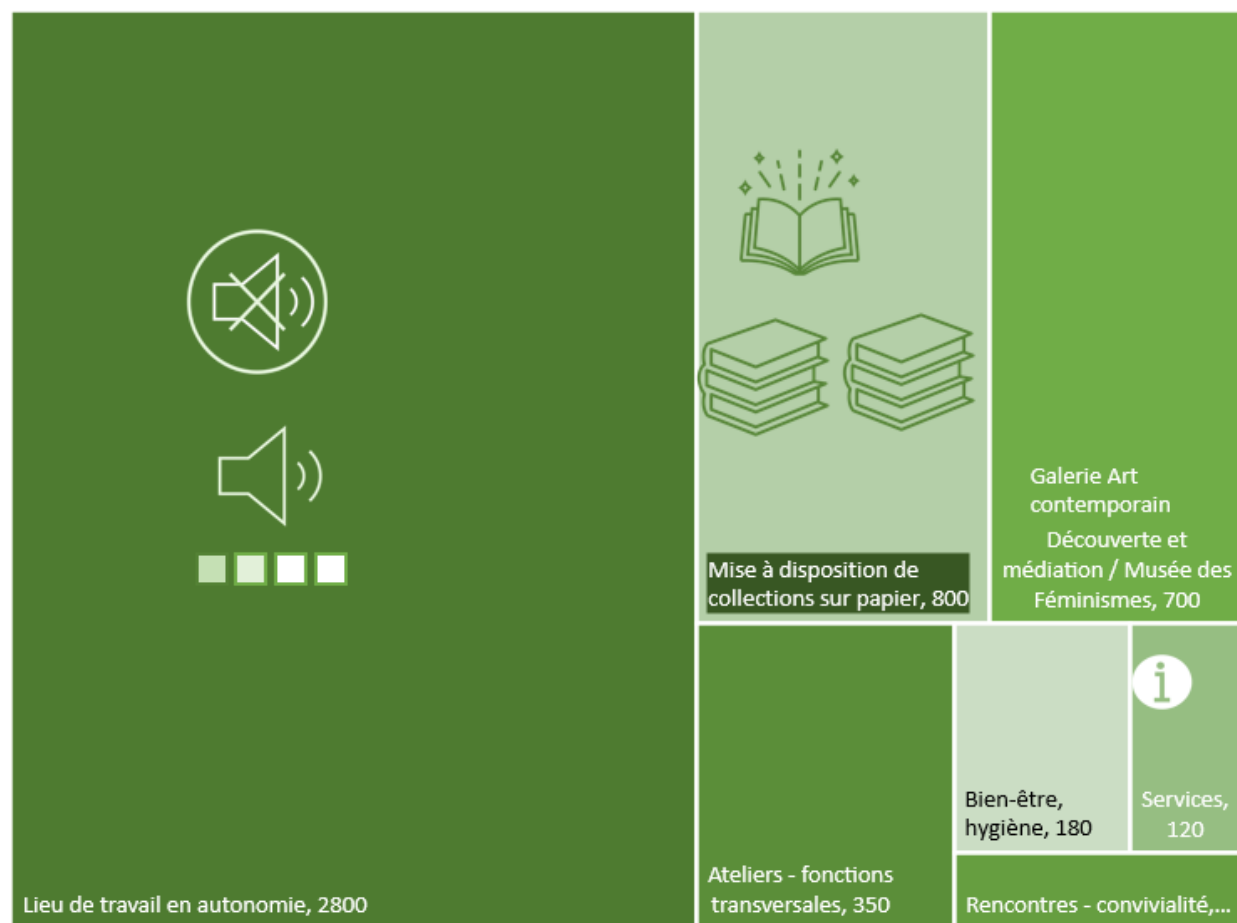 Lieu de travail en autonomie, 2800
Mise à disposition de
collections sur papier, 800
Galerie Art
contemporain
Découverte et
médiation / Musée des
Féminismes, 700
Ateliers - fonctions
transversales, 350
Bien-être,
hygiène, 180
i
Services,
120
Rencontres - convivialité,...